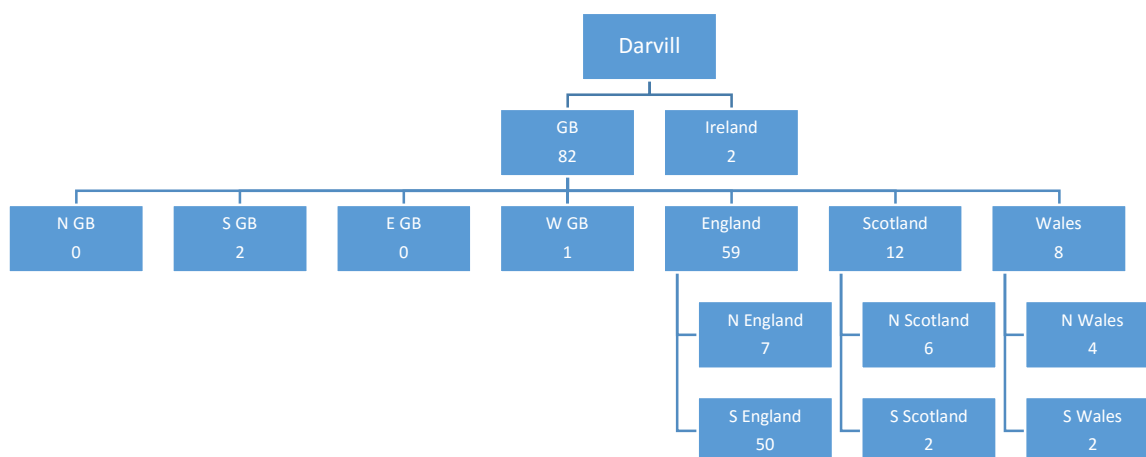 Darvill
GB
82
Ireland
2
N GB
0
S GB
2
E GB
0
W GB
1
England
59
Scotland
12
Wales
8
N England
7
N Scotland
6
N Wales
4
S England
50
S Scotland
2
S Wales
2